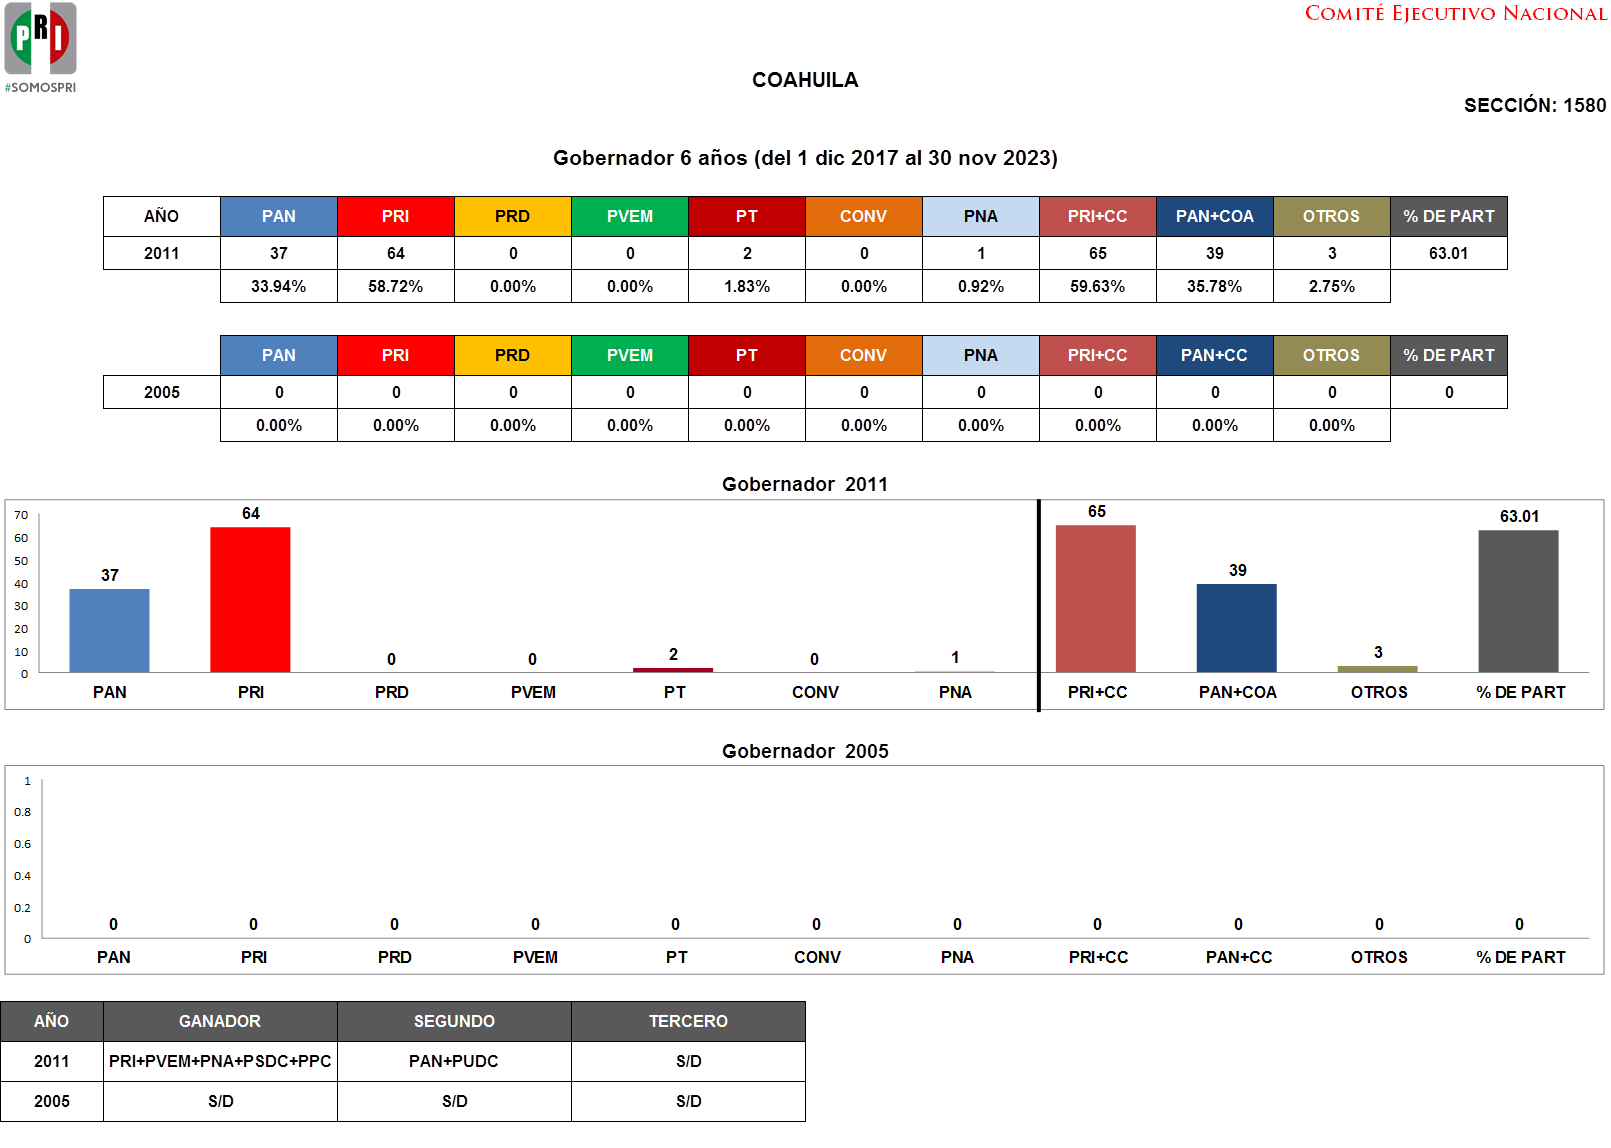 PRI
#SOMOSPRI
COMITÉ EJECUTIVO NACIONAL
COAHUILA
SECCIÓN: 1580
Gobernador 6 años (del 1 dic 2017 al 30 nov 2023)
AÑO PAN PRI PRD PVEM PT CONV PNA PRI+CC PAN+COA OTROS % DE PART
2011 37 64 0 0 2 0 1 65 39 3 63.01
33.94% 58.72% 0.00% 0.00% 1.83% 0.00% 0.92% 59.63% 35.78% 2.75%
PAN PRI PRD PVEM PT CONV PNA PRI+CC PAN+CC OTROS % DE PART
2005 0 0 0 0 0 0 0 0 0 0 0
0.00% 0.00% 0.00% 0.00% 0.00% 0.00% 0.00% 0.00% 0.00% 0.00%
Gobernador 2011
70
60
50
40
30
20
10
0
37 64 0 0 2 0 1 65 39 3 63.01
PAN PRI PRD PVEM PT CONV PNA PRI+CC PAN+COA OTROS % DE PART
Gobernador 2005
1
0.8
0.6
0.4
0.2
0
0 0 0 0 0 0 0 0 0 0 0
PAN PRI PRD PVEM PT CONV PNA PRI+CC PAN+CC OTROS % DE PART
AÑO GANADOR SEGUNDO TERCERO
2011 PRI+PVEM+PNA+PSDC+PPC PAN+PUDC S/D
2005 S/D S/D S/D